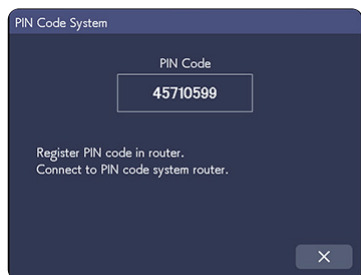 PIN Code System
PIN Code
45710599
Register PIN code in router.
Connect to PIN code system router.